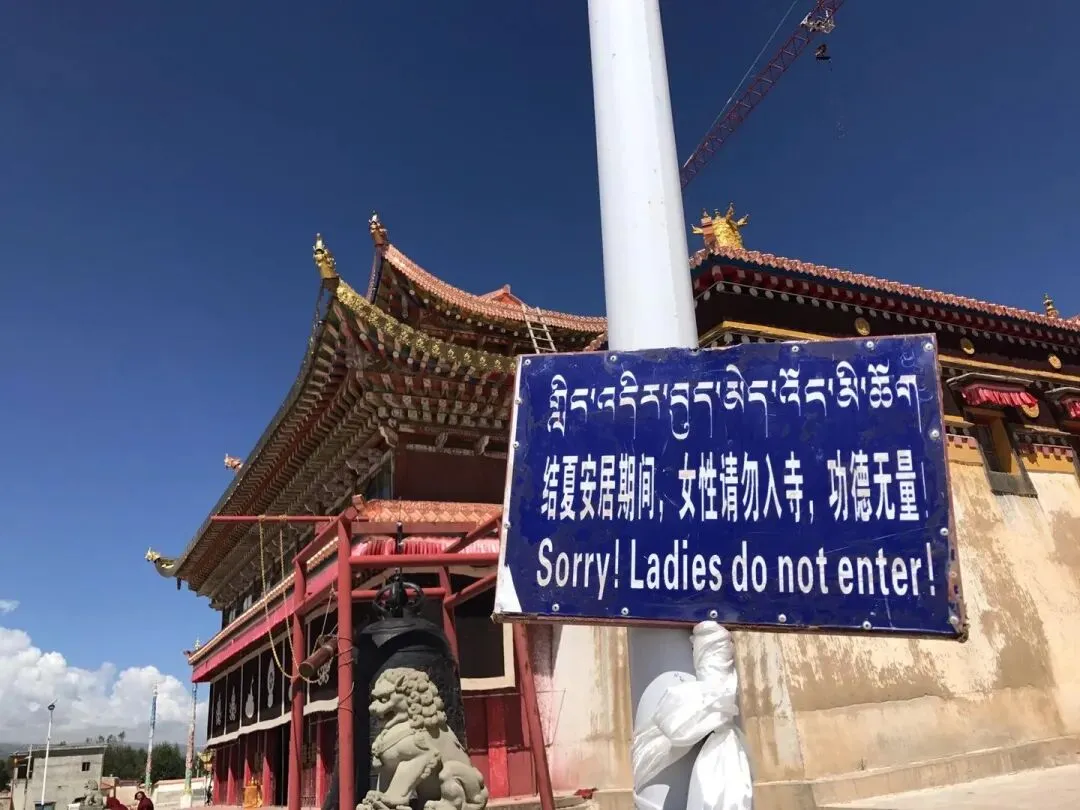 གླིང་འདིར་བུད་མེད་འོང་མི་ཆོག
结夏安居期间，女性请勿入寺，功德无量！
Sorry! Ladies do not enter!